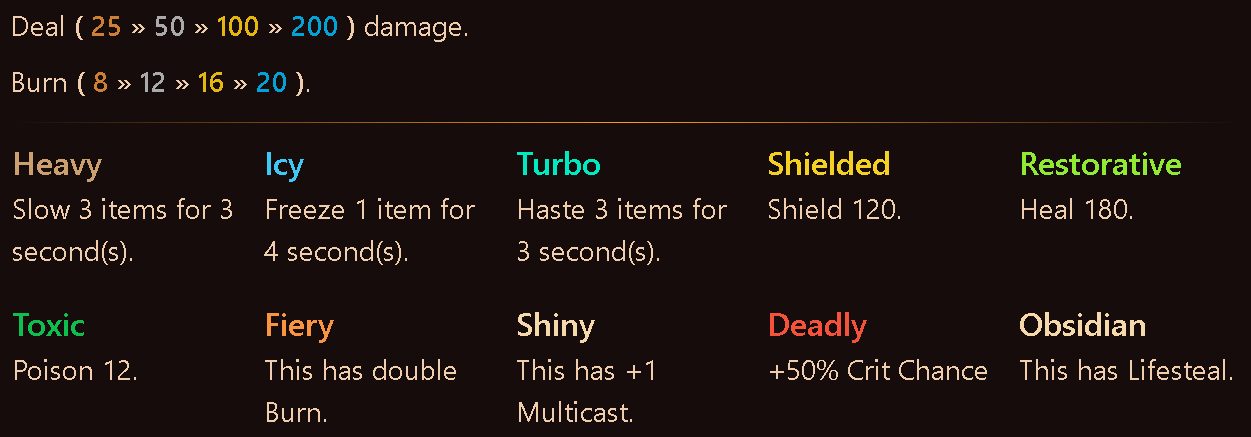 Deal ( 25 » 50 » 100 » 200 ) damage.
Burn ( 8 » 12 » 16 » 20 ).
Heavy
Slow 3 items for 3
second(s).
Icy
Freeze 1 item for
4 second(s).
Turbo
Haste 3 items for
3 second(s).
Shielded
Shield 120.
Restorative
Heal 180.
Toxic
Poison 12.
Fiery
This has double
Burn.
Shiny
This has +1
Multicast.
Deadly
+50% Crit Chance
Obsidian
This has Lifesteal.